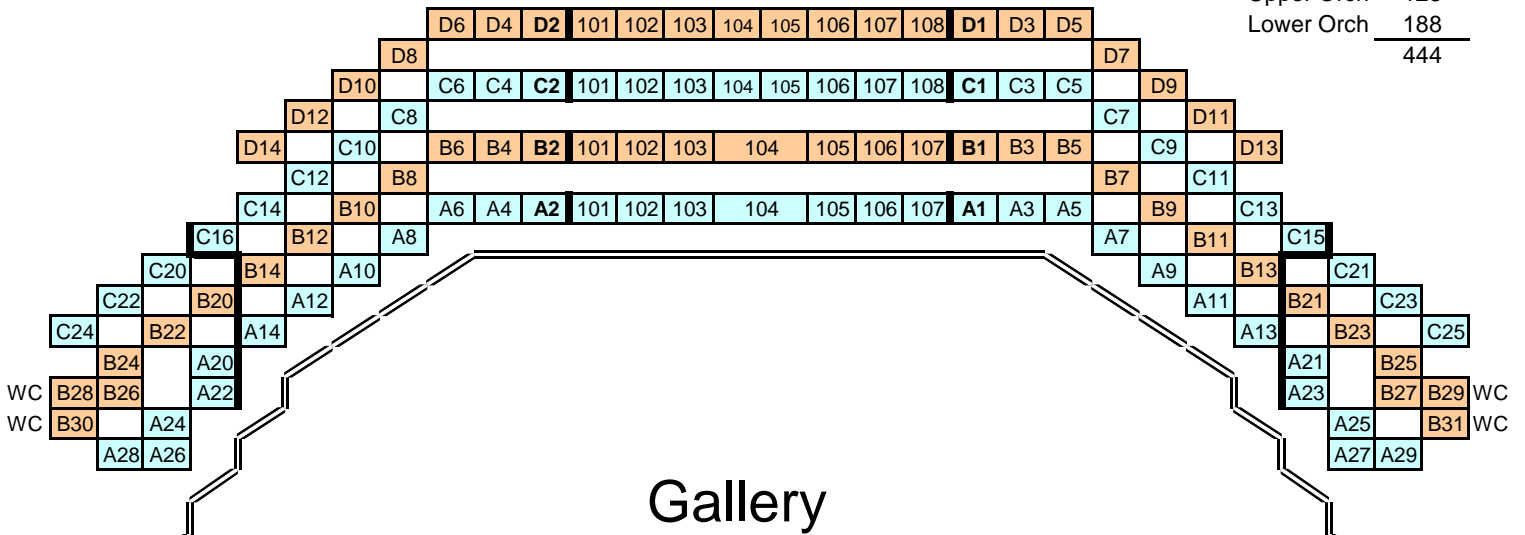 Lower Orch 188
444
D6 D4 D2 101 102 103 104 105 106 107 108 D1 D3 D5
D8 D7
D10 C6 C4 C2 101 102 103 104 105 106 107 108 C1 C3 C5 D9
D12 C8 C7 D11
D14 C10 B6 B4 B2 101 102 103 104 105 106 107 B1 B3 B5 C9 D13
C12 B8 B7 C11
C14 B10 A6 A4 A2 101 102 103 104 105 106 107 A1 A3 A5 B9 C13
C16 B12 A8 A7 B11 C15
C20 B14 A10 A9 B13 C21
C22 B20 A12 A11 B21 C23
C24 B22 A14 A13 B23 C25
B24 A20 A21 B25
WC B28 B26 A22 A23 B27 B29 WC
WC B30 A24 A25 B31 WC
A28 A26 A27 A29
Gallery